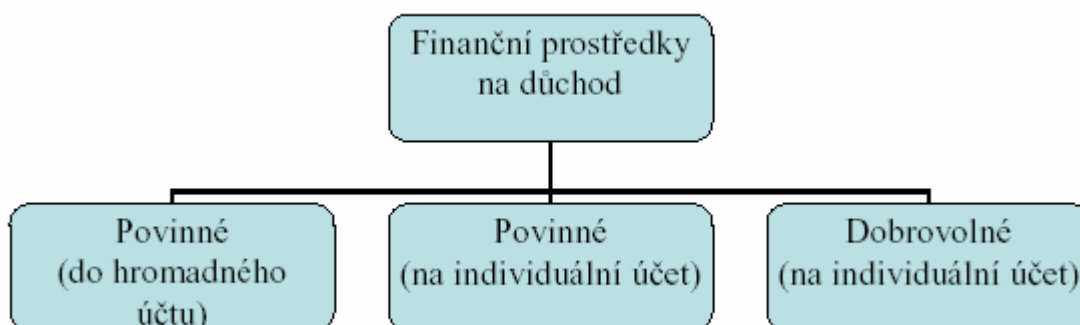 Finanční prostředky
na důchod
Povinné
(do hromadného
účtu)
Povinné
(na individuální účet)
Dobrovolné
(na individuální účet)